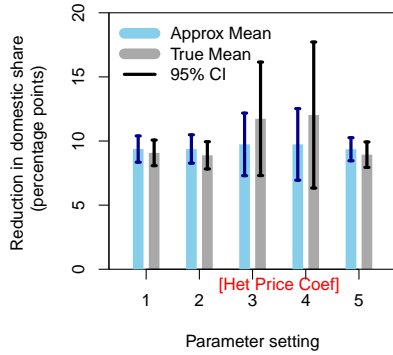 Reduction in domestic share
(percentage points)
20
15
10
5
0
Approx Mean
True Mean
95% CI
[Het Price Coef]
1 2 3 4 5
Parameter setting